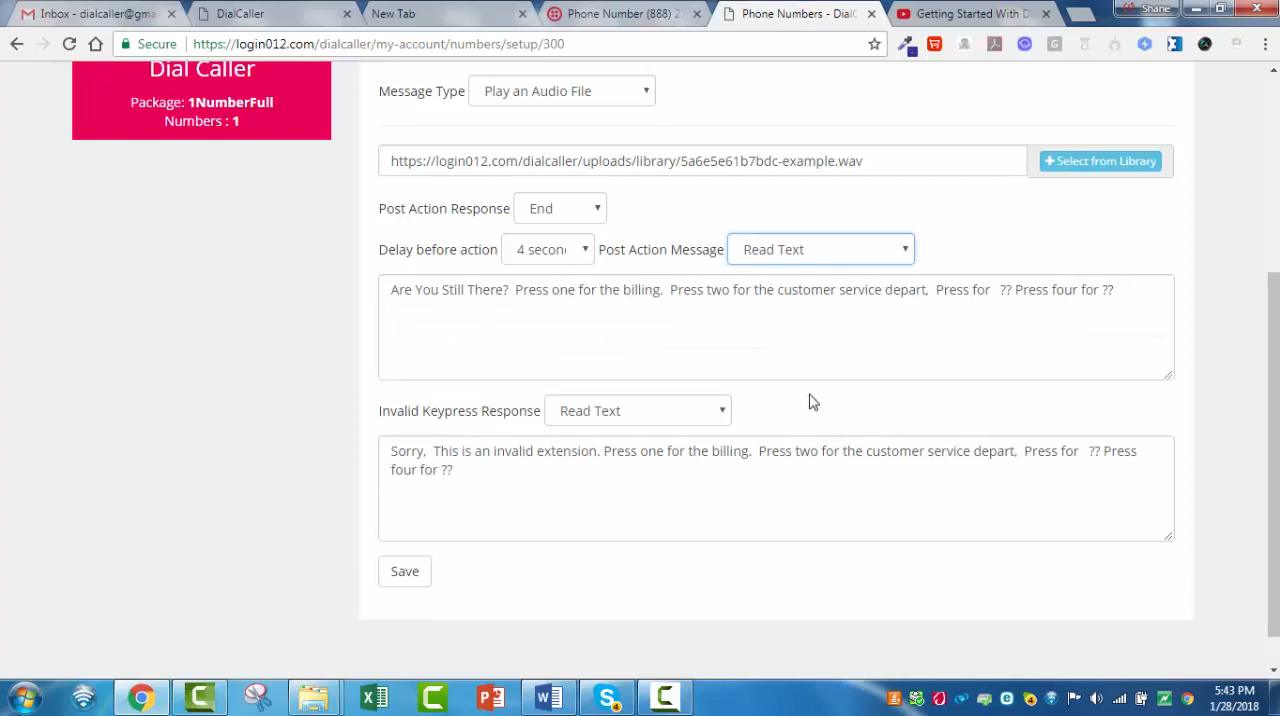 Inbox - dialcaller@gma
DialCaller
New Tab
Phone Number (888) 2
Phone Numbers - DialC
Getting Started With D
Shane
Secure
https://login012.com/dialcaller/my-account/numbers/setup/300
Dial Caller
Package: 1NumberFull
Numbers : 1
Message Type
Play an Audio File
https://login012.com/dialcaller/uploads/library/5a6e5e61b7bdc-example.wav
Select from Library
Post Action Response
End
Delay before action
4 second
Post Action Message
Read Text
Are You Still There? Press one for the billing. Press two for the customer service depart, Press for ?? Press four for ??
Invalid Keypress Response
Read Text
Sorry, This is an invalid extension. Press one for the billing. Press two for the customer service depart, Press for ?? Press
four for ??
Save
5:43 PM
1/28/2018